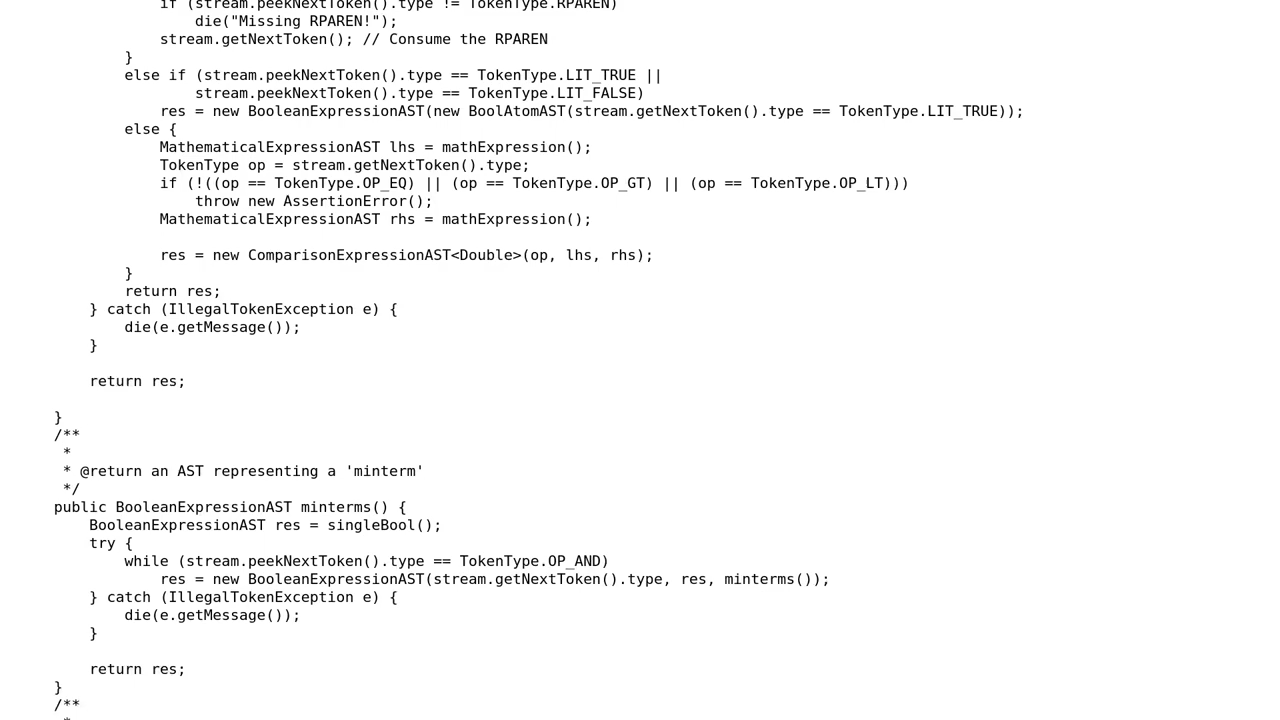 if (stream.peekNextToken().type != TokenType.RPAREN)
die("Missing RPAREN!");
stream.getNextToken(); // Consume the RPAREN
}
else if (stream.peekNextToken().type == TokenType.LIT_TRUE ||
stream.peekNextToken().type == TokenType.LIT_FALSE)
res = new BooleanExpressionAST(new BoolAtomAST(stream.getNextToken().type == TokenType.LIT_TRUE));
else {
MathematicalExpressionAST lhs = mathExpression();
TokenType op = stream.getNextToken().type;
if (!((op == TokenType.OP_EQ) || (op == TokenType.OP_GT) || (op == TokenType.OP_LT)))
throw new AssertionError();
MathematicalExpressionAST rhs = mathExpression();
res = new ComparisonExpressionAST<Double>(op, lhs, rhs);
}
return res;
} catch (IllegalTokenException e) {
die(e.getMessage());
}
return res;
}
/**
*
* @return an AST representing a 'minterm'
*/
public BooleanExpressionAST minterms() {
BooleanExpressionAST res = singleBool();
try {
while (stream.peekNextToken().type == TokenType.OP_AND)
res = new BooleanExpressionAST(stream.getNextToken().type, res, minterms());
} catch (IllegalTokenException e) {
die(e.getMessage());
}
return res;
}
/**
*